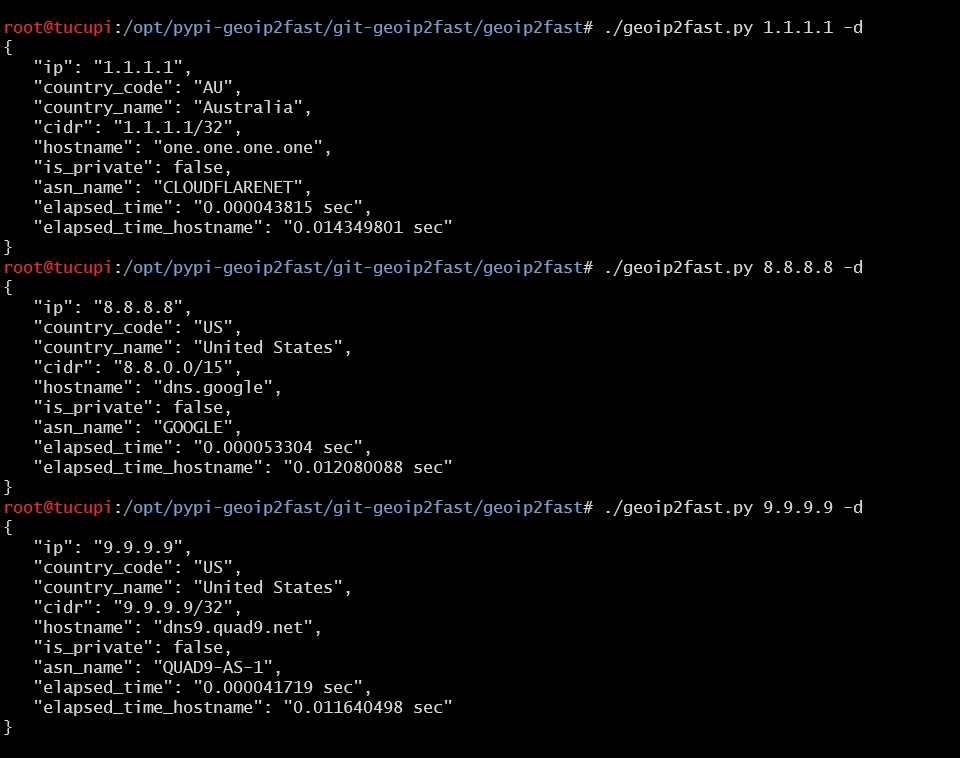 root@tucupi:/opt/pypi-geoip2fast/git-geoip2fast/geoip2fast# ./geoip2fast.py 1.1.1.1 -d
{
   "ip": "1.1.1.1",
   "country_code": "AU",
   "country_name": "Australia",
   "cidr": "1.1.1.1/32",
   "hostname": "one.one.one.one",
   "is_private": false,
   "asn_name": "CLOUDFLARENET",
   "elapsed_time": "0.000043815 sec",
   "elapsed_time_hostname": "0.014349801 sec"
}
root@tucupi:/opt/pypi-geoip2fast/git-geoip2fast/geoip2fast# ./geoip2fast.py 8.8.8.8 -d
{
   "ip": "8.8.8.8",
   "country_code": "US",
   "country_name": "United States",
   "cidr": "8.8.0.0/15",
   "hostname": "dns.google",
   "is_private": false,
   "asn_name": "GOOGLE",
   "elapsed_time": "0.000053304 sec",
   "elapsed_time_hostname": "0.012080088 sec"
}
root@tucupi:/opt/pypi-geoip2fast/git-geoip2fast/geoip2fast# ./geoip2fast.py 9.9.9.9 -d
{
   "ip": "9.9.9.9",
   "country_code": "US",
   "country_name": "United States",
   "cidr": "9.9.9.9/32",
   "hostname": "dns9.quad9.net",
   "is_private": false,
   "asn_name": "QUAD9-AS-1",
   "elapsed_time": "0.000041719 sec",
   "elapsed_time_hostname": "0.011640498 sec"
}